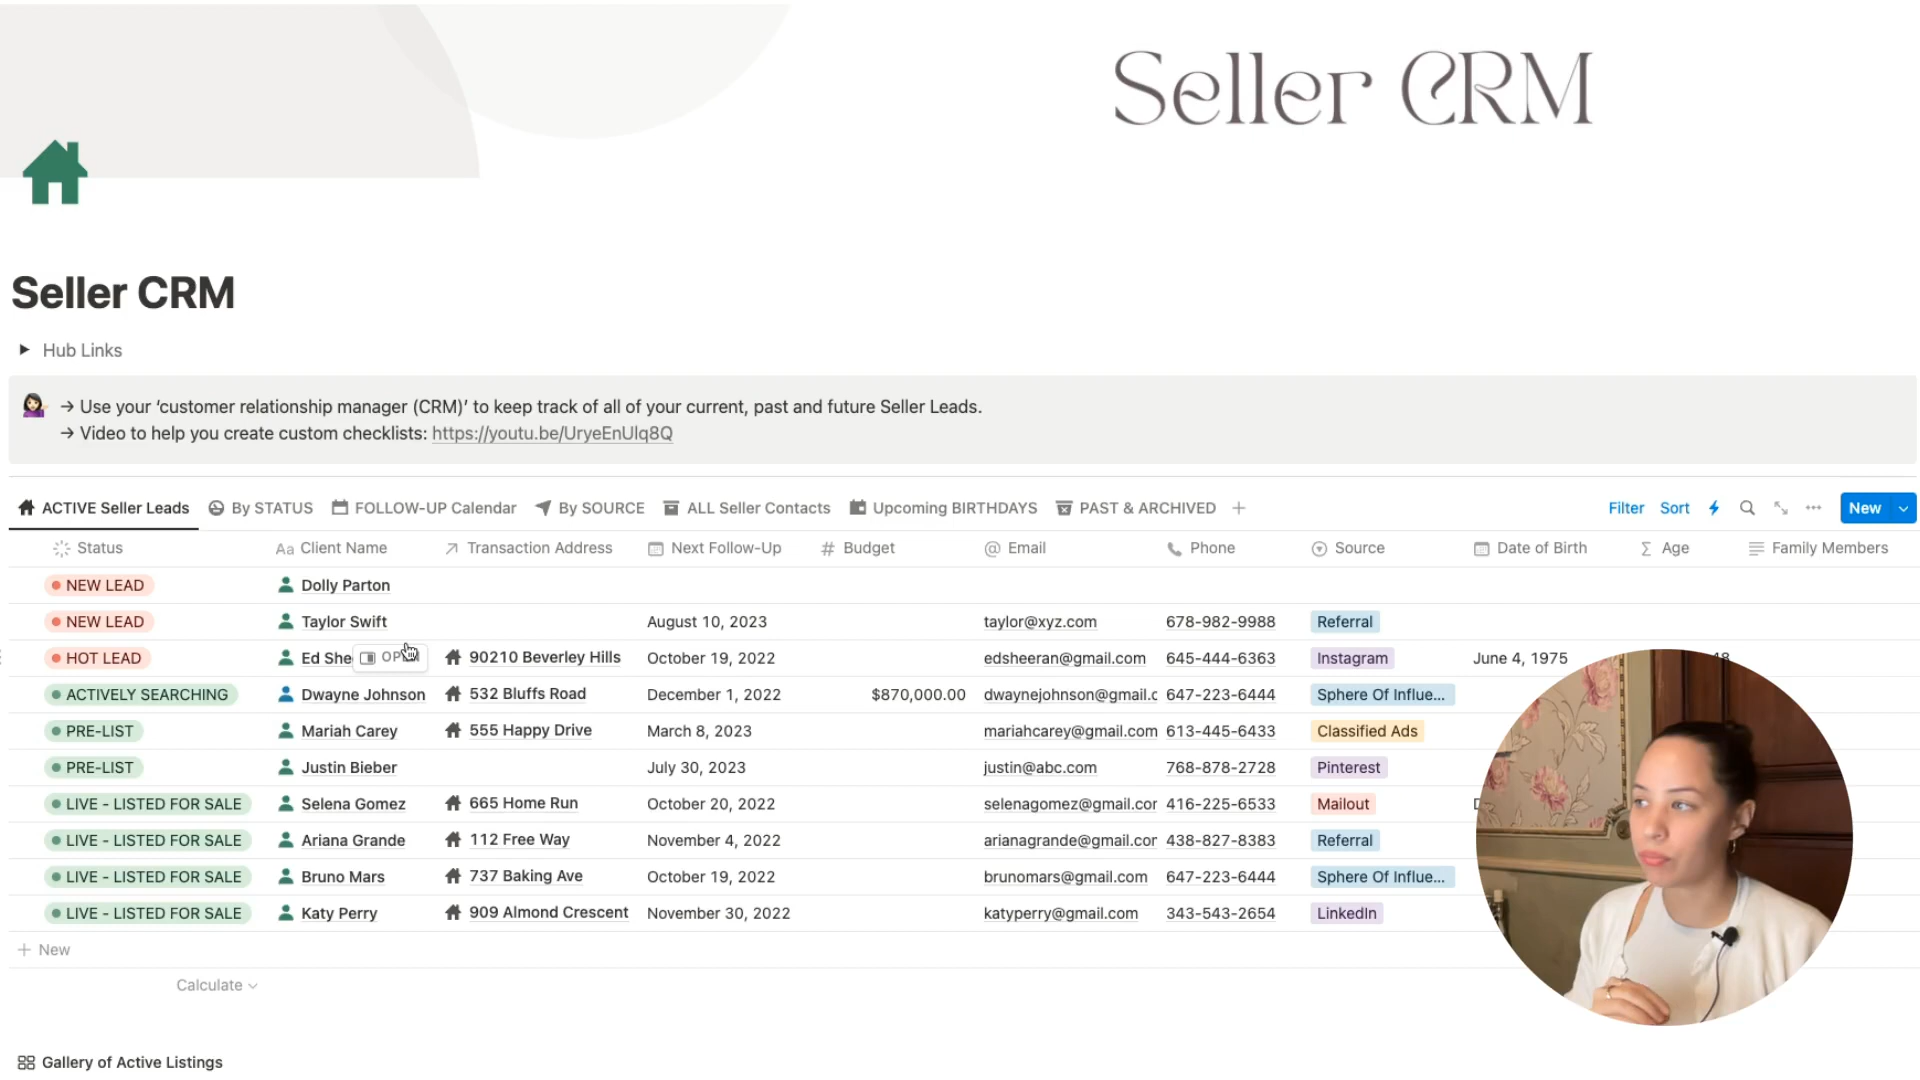 Seller CRM
Seller CRM
Hub Links
→ Use your ‘customer relationship manager (CRM)’ to keep track of all of your current, past and future Seller Leads.
→ Video to help you create custom checklists: https://youtu.be/UryeEnUlq8Q
ACTIVE Seller Leads By STATUS FOLLOW-UP Calendar By SOURCE ALL Seller Contacts Upcoming BIRTHDAYS PAST & ARCHIVED + Filter Sort New
Status Aa Client Name Transaction Address Next Follow-Up # Budget @ Email Phone Source Date of Birth Σ Age Family Members
NEW LEAD Dolly Parton
NEW LEAD Taylor Swift August 10, 2023 taylor@xyz.com 678-982-9988 Referral
HOT LEAD Ed Shee 90210 Beverley Hills October 19, 2022 edsheeran@gmail.com 645-444-6363 Instagram June 4, 1975
ACTIVELY SEARCHING Dwayne Johnson 532 Bluffs Road December 1, 2022 $870,000.00 dwaynejohnson@gmail.c 647-223-6444 Sphere Of Influe...
PRE-LIST Mariah Carey 555 Happy Drive March 8, 2023 mariahcarey@gmail.com 613-445-6433 Classified Ads
PRE-LIST Justin Bieber July 30, 2023 justin@abc.com 768-878-2728 Pinterest
LIVE - LISTED FOR SALE Selena Gomez 665 Home Run October 20, 2022 selenagomez@gmail.cor 416-225-6533 Mailout
LIVE - LISTED FOR SALE Ariana Grande 112 Free Way November 4, 2022 arianagrande@gmail.cor 438-827-8383 Referral
LIVE - LISTED FOR SALE Bruno Mars 737 Baking Ave October 19, 2022 brunomars@gmail.com 647-223-6444 Sphere Of Influe...
LIVE - LISTED FOR SALE Katy Perry 909 Almond Crescent November 30, 2022 katyperry@gmail.com 343-543-2654 LinkedIn
+ New
Calculate
Gallery of Active Listings